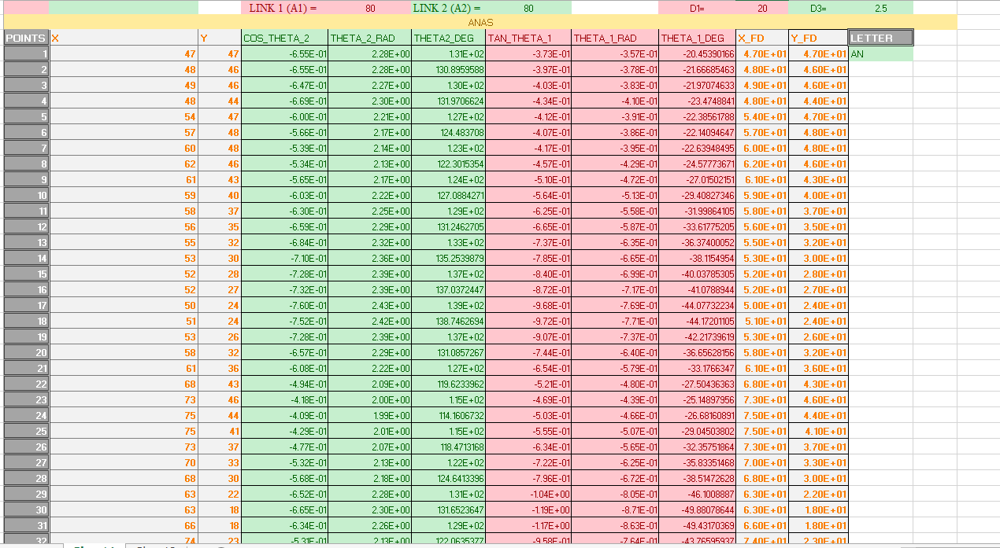 LINK 1 (A1) = 80 LINK 2 (A2) = 80 D1= 20 D3= 2.5
ANAS
POINTS X Y COS_THETA_2 THETA_2_RAD THETA2_DEG TAN_THETA_1 THETA_1_RAD THETA_1_DEG X_FD Y_FD LETTER
1 47 47 -6.55E-01 2.28E+00 1.31E+02 -3.73E-01 -3.57E-01 -20.45390166 4.70E+01 4.70E+01 AN
2 48 46 -6.55E-01 2.28E+00 130.8959588 -3.97E-01 -3.78E-01 -21.66685463 4.80E+01 4.60E+01
3 49 46 -6.47E-01 2.27E+00 1.30E+02 -4.03E-01 -3.83E-01 -21.97074633 4.90E+01 4.60E+01
4 48 44 -6.69E-01 2.30E+00 131.9706624 -4.34E-01 -4.10E-01 -23.4748841 4.80E+01 4.40E+01
5 54 47 -6.00E-01 2.21E+00 1.27E+02 -4.12E-01 -3.91E-01 -22.38561788 5.40E+01 4.70E+01
6 57 48 -5.66E-01 2.17E+00 124.483708 -4.07E-01 -3.86E-01 -22.14094647 5.70E+01 4.80E+01
7 60 48 -5.39E-01 2.14E+00 1.23E+02 -4.17E-01 -3.95E-01 -22.63948495 6.00E+01 4.80E+01
8 62 46 -5.34E-01 2.13E+00 122.3015354 -4.57E-01 -4.29E-01 -24.57773671 6.20E+01 4.60E+01
9 61 43 -5.65E-01 2.17E+00 1.24E+02 -5.10E-01 -4.72E-01 -27.01502151 6.10E+01 4.30E+01
10 59 40 -6.03E-01 2.22E+00 127.0884271 -5.64E-01 -5.13E-01 -29.40827346 5.90E+01 4.00E+01
11 58 37 -6.30E-01 2.25E+00 1.29E+02 -6.25E-01 -5.58E-01 -31.99864105 5.80E+01 3.70E+01
12 56 35 -6.59E-01 2.29E+00 131.2462705 -6.65E-01 -5.87E-01 -33.61775205 5.60E+01 3.50E+01
13 55 32 -6.84E-01 2.32E+00 1.33E+02 -7.37E-01 -6.35E-01 -36.37400052 5.50E+01 3.20E+01
14 53 30 -7.10E-01 2.36E+00 135.2539879 -7.85E-01 -6.65E-01 -38.1154954 5.30E+01 3.00E+01
15 52 28 -7.28E-01 2.39E+00 1.37E+02 -8.40E-01 -6.99E-01 -40.03785305 5.20E+01 2.80E+01
16 52 27 -7.32E-01 2.39E+00 137.0372447 -8.72E-01 -7.17E-01 -41.0788944 5.20E+01 2.70E+01
17 50 24 -7.60E-01 2.43E+00 1.39E+02 -9.68E-01 -7.69E-01 -44.07732234 5.00E+01 2.40E+01
18 51 24 -7.52E-01 2.42E+00 138.7462694 -9.72E-01 -7.71E-01 -44.17201105 5.10E+01 2.40E+01
19 53 26 -7.28E-01 2.39E+00 1.37E+02 -9.07E-01 -7.37E-01 -42.21739619 5.30E+01 2.60E+01
20 58 32 -6.57E-01 2.29E+00 131.0857267 -7.44E-01 -6.40E-01 -36.65628156 5.80E+01 3.20E+01
21 61 36 -6.08E-01 2.22E+00 1.27E+02 -6.54E-01 -5.79E-01 -33.1766347 6.10E+01 3.60E+01
22 68 43 -4.94E-01 2.09E+00 119.6233962 -5.21E-01 -4.80E-01 -27.50436363 6.80E+01 4.30E+01
23 73 46 -4.18E-01 2.00E+00 1.15E+02 -4.69E-01 -4.39E-01 -25.14897956 7.30E+01 4.60E+01
24 75 44 -4.09E-01 1.99E+00 114.1606732 -5.03E-01 -4.66E-01 -26.68160891 7.50E+01 4.40E+01
25 75 41 -4.29E-01 2.01E+00 1.15E+02 -5.55E-01 -5.07E-01 -29.04503802 7.50E+01 4.10E+01
26 73 37 -4.77E-01 2.07E+00 118.4713168 -6.34E-01 -5.65E-01 -32.35751864 7.30E+01 3.70E+01
27 70 33 -5.32E-01 2.13E+00 1.22E+02 -7.22E-01 -6.25E-01 -35.83351468 7.00E+01 3.30E+01
28 68 30 -5.68E-01 2.18E+00 124.6413396 -7.96E-01 -6.72E-01 -38.51472628 6.80E+01 3.00E+01
29 63 22 -6.52E-01 2.28E+00 1.31E+02 -1.04E+00 -8.05E-01 -46.1008887 6.30E+01 2.20E+01
30 63 18 -6.65E-01 2.30E+00 131.6523647 -1.19E+00 -8.71E-01 -49.88078644 6.30E+01 1.80E+01
31 66 18 -6.34E-01 2.26E+00 1.29E+02 -1.17E+00 -8.63E-01 -49.43170369 6.60E+01 1.80E+01
32 74 23 -5.31E-01 2.13E+00 122.0635377 -9.58E-01 -7.64E-01 -43.76595937 7.40E+01 2.30E+01